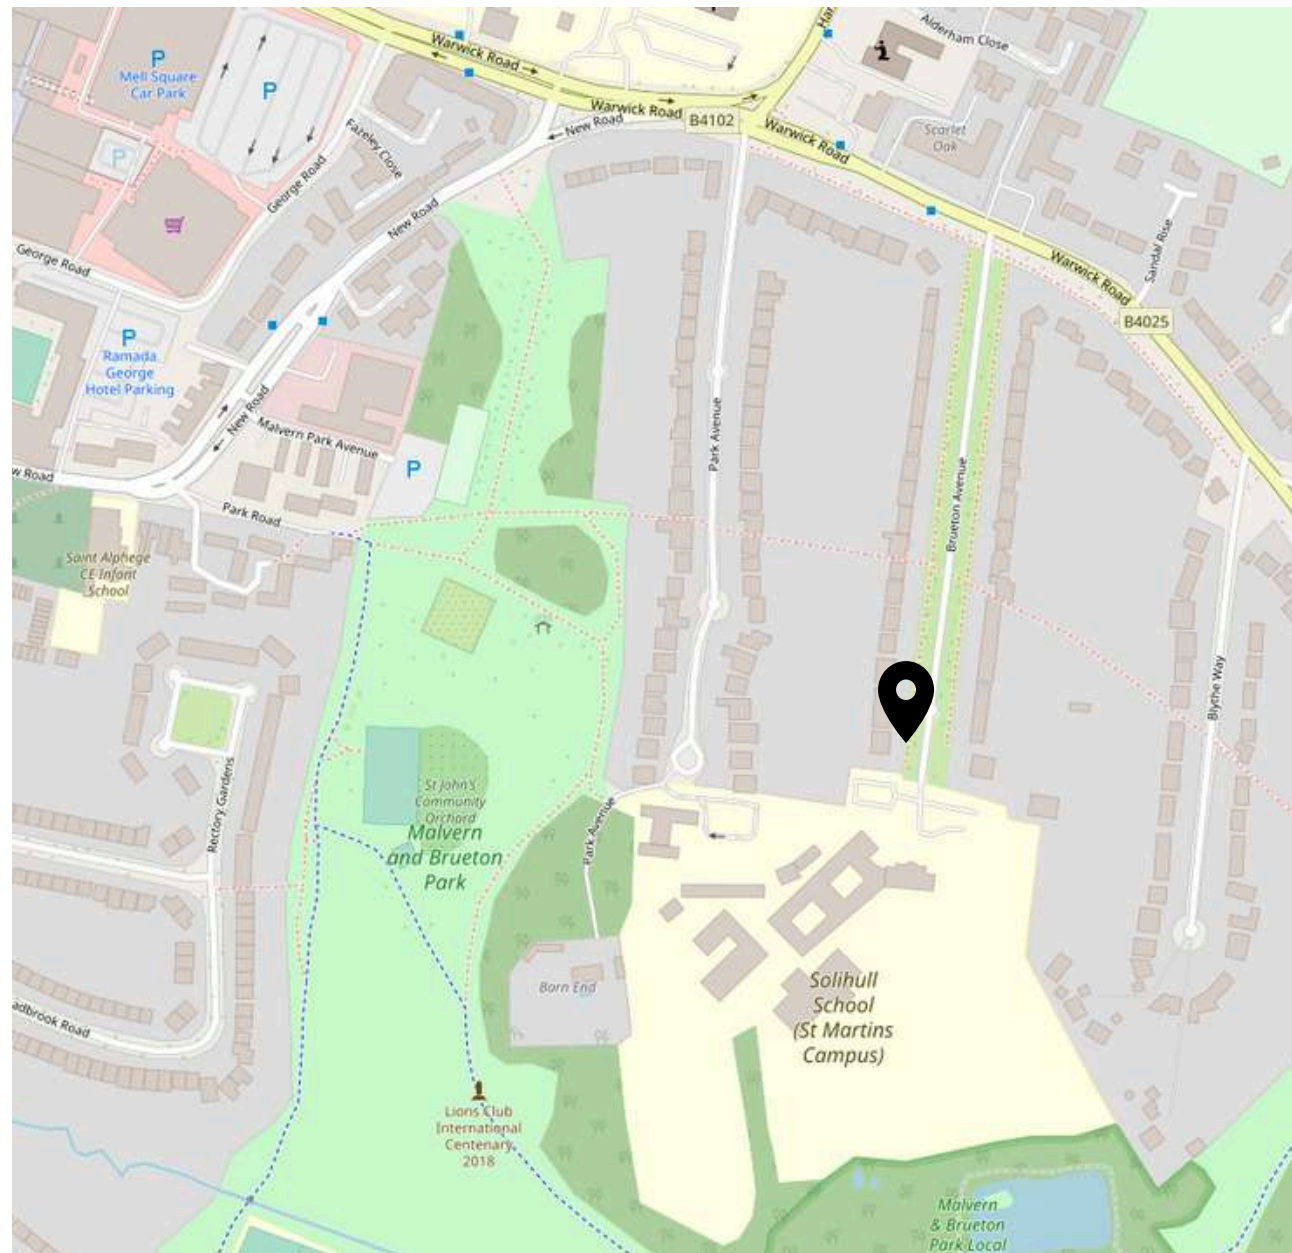 Alderham Close
Warwick Road
P
Mell Square
Car Park
P
Warwick Road
B4102
New Road
Warwick Road
Scarlet
Oak
Fazeley Close
P
George Road
New Road
Sandal Rise
George Road
Warwick Road
B4025
P
Ramada
George
Hotel Parking
New Road
Malvern Park Avenue
Park Avenue
P
Brueton Avenue
w Road
Park Road
Saint Alphege
CE Infant
School
Blythe Way
Rectory Gardens
St John's
Community
Orchard
Malvern
and Brueton
Park
Park Avenue
Barn End
Solihull
School
(St Martins
Campus)
adbrook Road
Lions Club
International
Centenary
2018
Malvern
& Brueton
Park Local